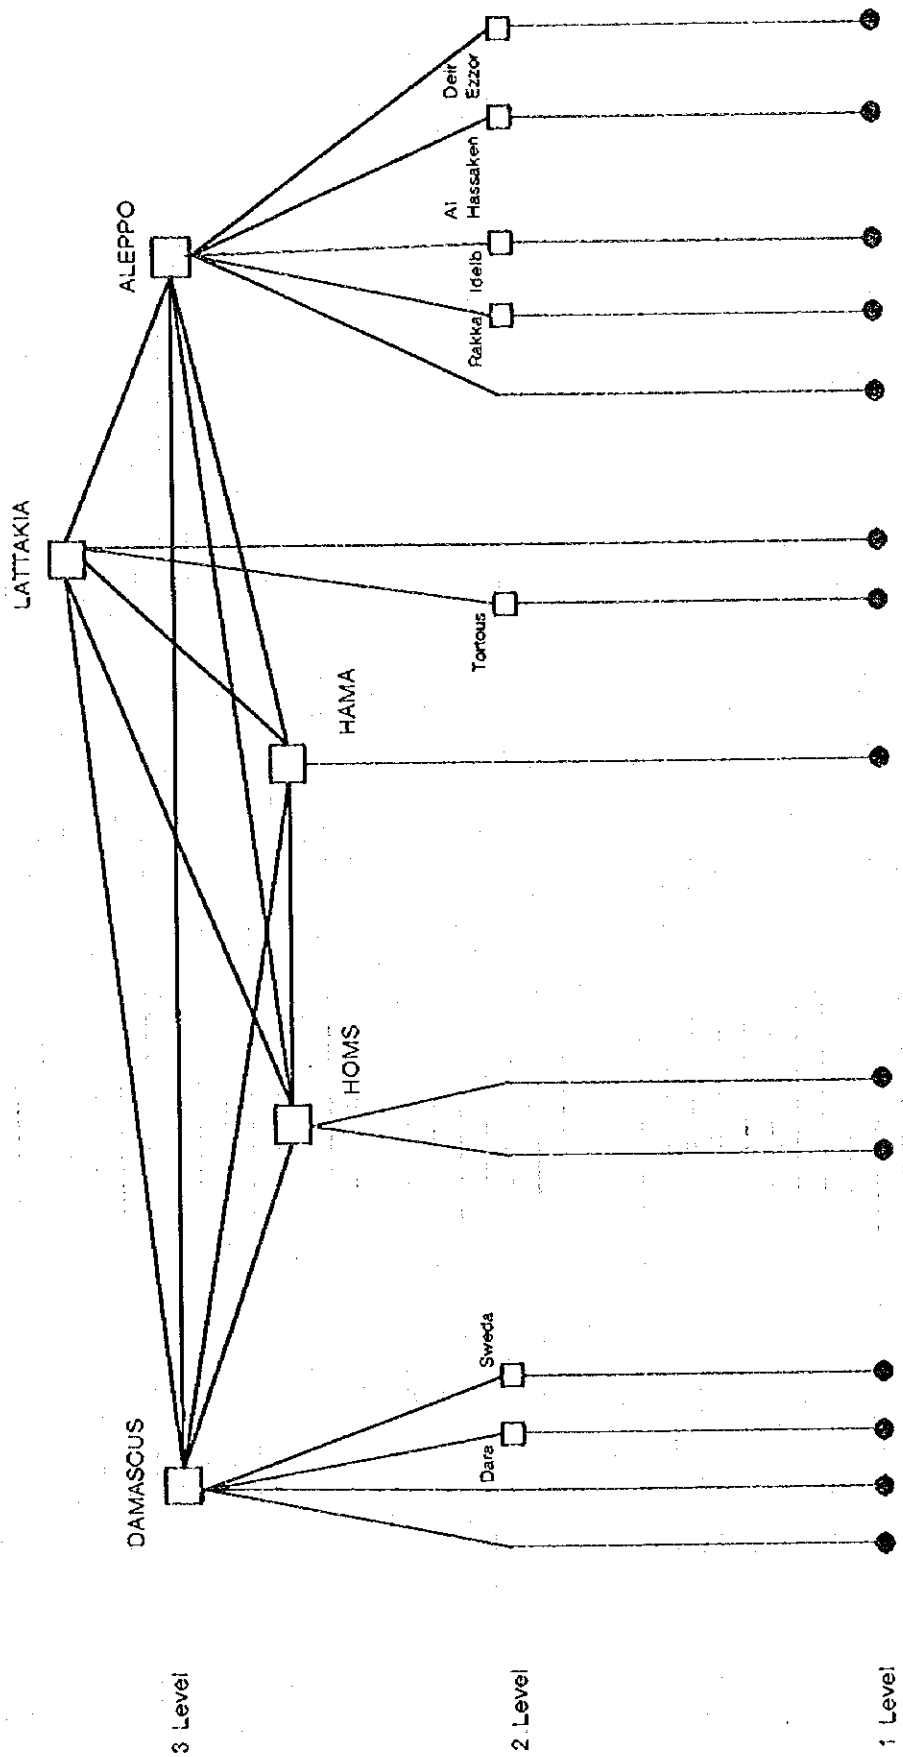 LATTAKIA
DAMASCUS
ALEPPO
3 Level
HOMS
HAMA
2 Level
Dara
Sweda
Tortous
Rakka
Idelb
Al
Hassaken
Deir
Ezzor
1 Level